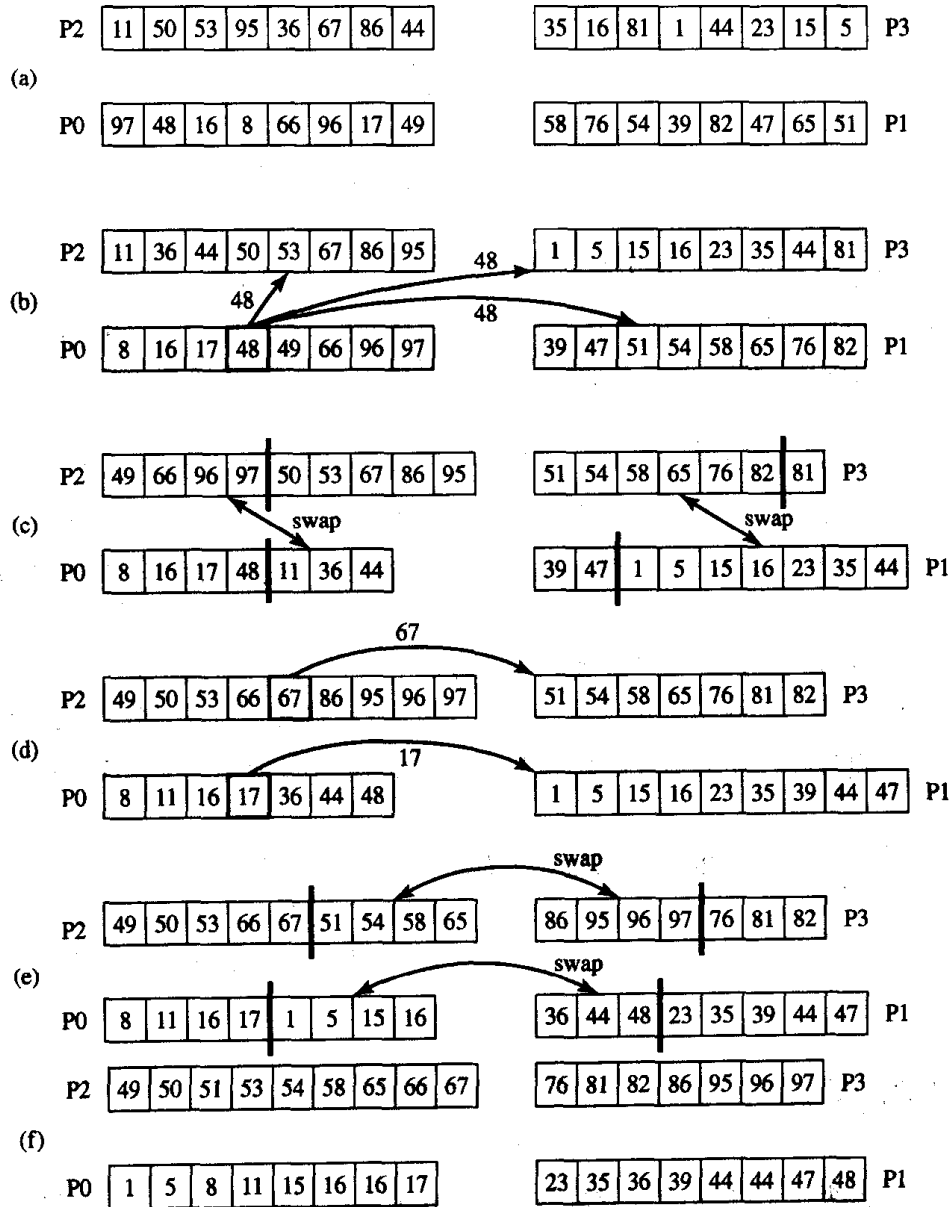 P2 11 50 53 95 36 67 86 44 35 16 81 1 44 23 15 5 P3
(a)
P0 97 48 16 8 66 96 17 49 58 76 54 39 82 47 65 51 P1
P2 11 36 44 50 53 67 86 95 1 5 15 16 23 35 44 81 P3
48
48
(b)
48
P0 8 16 17 48 49 66 96 97 39 47 51 54 58 65 76 82 P1
P2 49 66 96 97 50 53 67 86 95 51 54 58 65 76 82 81 P3
(c)
swap swap
P0 8 16 17 48 11 36 44 39 47 1 5 15 16 23 35 44 P1
67
P2 49 50 53 66 67 86 95 96 97 51 54 58 65 76 81 82 P3
(d)
17
P0 8 11 16 17 36 44 48 1 5 15 16 23 35 39 44 47 P1
swap
P2 49 50 53 66 67 51 54 58 65 86 95 96 97 76 81 82 P3
(e)
swap
P0 8 11 16 17 1 5 15 16 36 44 48 23 35 39 44 47 P1
P2 49 50 51 53 54 58 65 66 67 76 81 82 86 95 96 97 P3
(f)
P0 1 5 8 11 15 16 16 17 23 35 36 39 44 44 47 48 P1